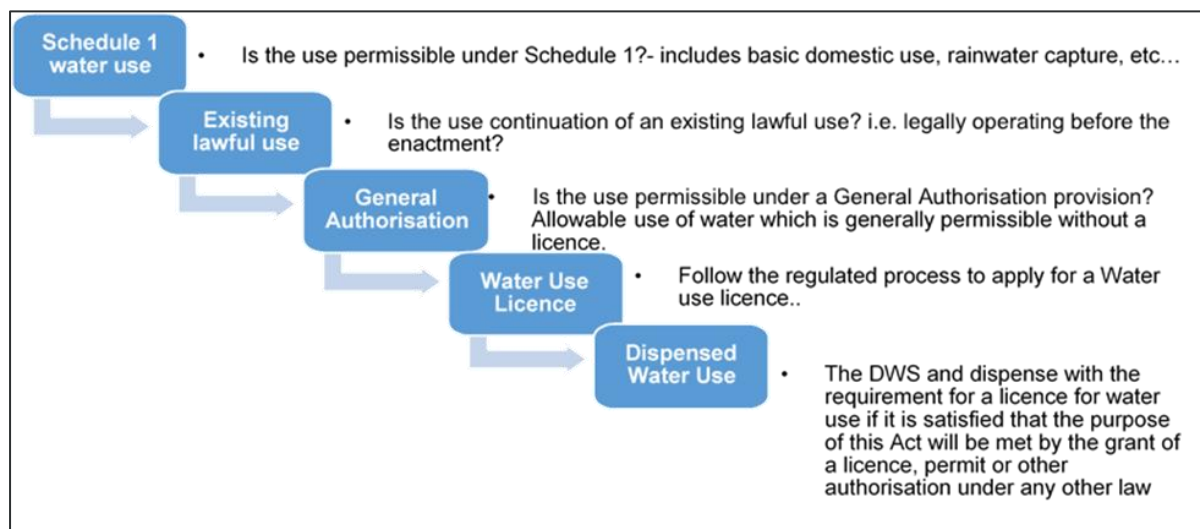 Schedule 1
water use
• Is the use permissible under Schedule 1?- includes basic domestic use, rainwater capture, etc...
Existing
lawful use
• Is the use continuation of an existing lawful use? i.e. legally operating before the
enactment?
General
Authorisation
• Is the use permissible under a General Authorisation provision?
Allowable use of water which is generally permissible without a
licence.
Water Use
Licence
• Follow the regulated process to apply for a Water
use licence..
Dispensed
Water Use
• The DWS and dispense with the
requirement for a licence for water
use if it is satisfied that the purpose
of this Act will be met by the grant of
a licence, permit or other
authorisation under any other law